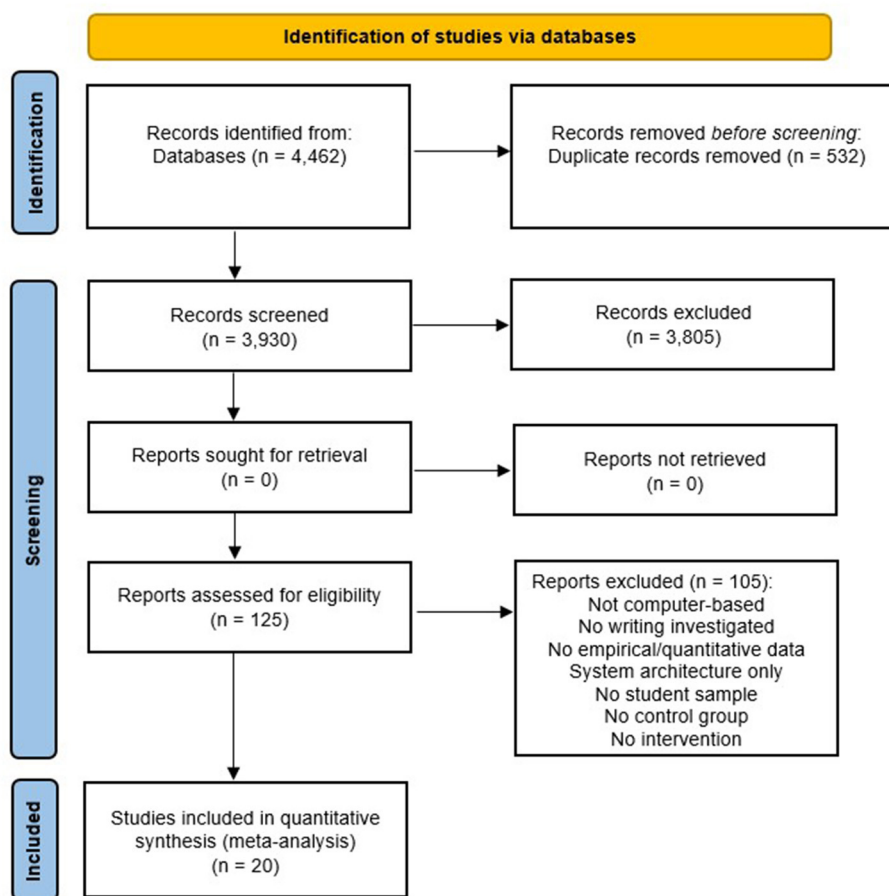 Identification of studies via databases
Identification
Records identified from:
Databases (n = 4,462)
Records removed before screening:
Duplicate records removed (n = 532)
Screening
Records screened
(n = 3,930)
Records excluded
(n = 3,805)
Reports sought for retrieval
(n = 0)
Reports not retrieved
(n = 0)
Reports assessed for eligibility
(n = 125)
Reports excluded (n = 105):
Not computer-based
No writing investigated
No empirical/quantitative data
System architecture only
No student sample
No control group
No intervention
Included
Studies included in quantitative
synthesis (meta-analysis)
(n = 20)